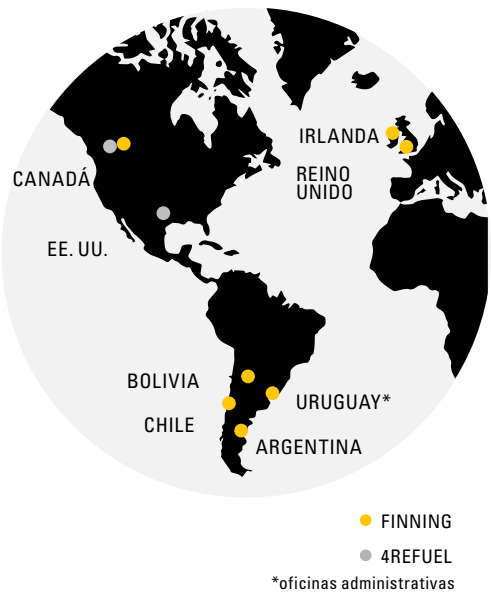 IRLANDA
CANADÁ
REINO
UNIDO
EE. UU.
BOLIVIA
URUGUAY*
CHILE
ARGENTINA
FINNING
4REFUEL
*oficinas administrativas